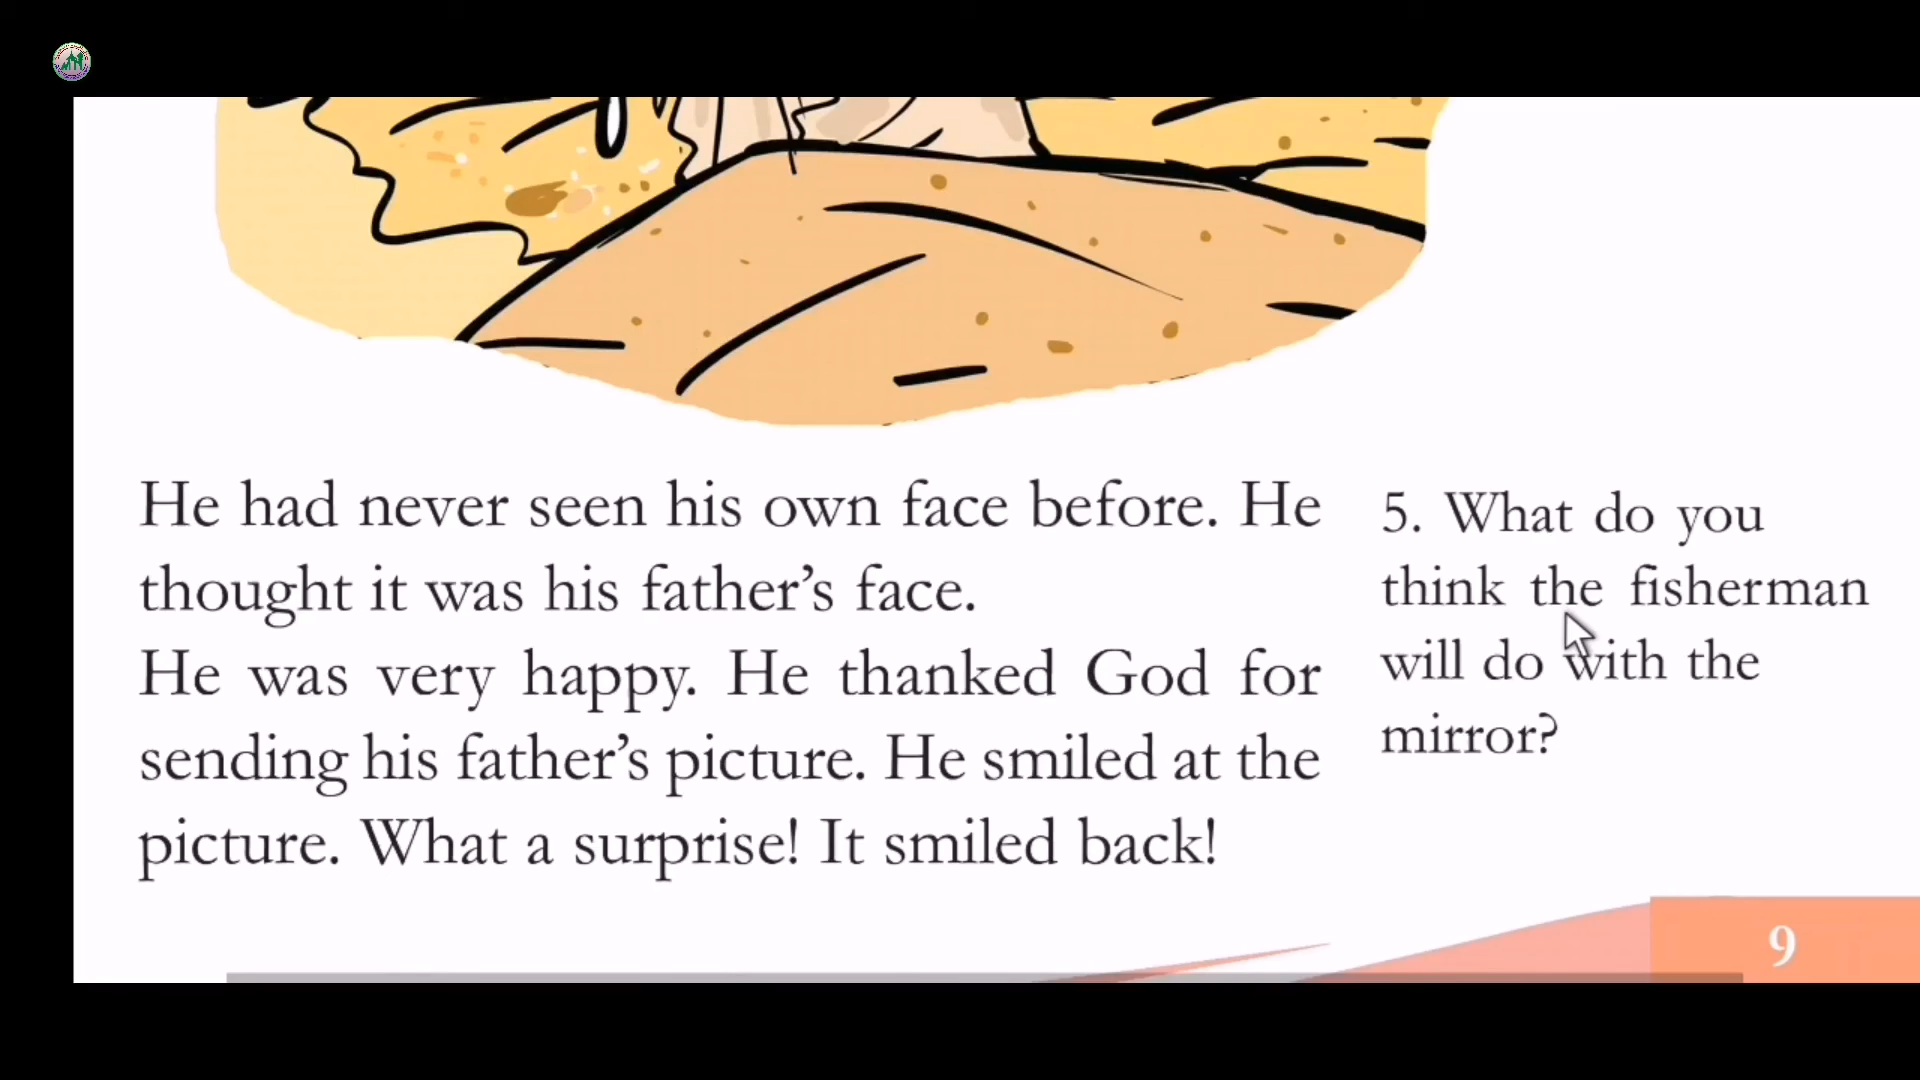 He had never seen his own face before. He
thought it was his father's face.
He was very happy. He thanked God for
sending his father's picture. He smiled at the
picture. What a surprise! It smiled back!
5. What do you
think the fisherman
will do with the
mirror?
9